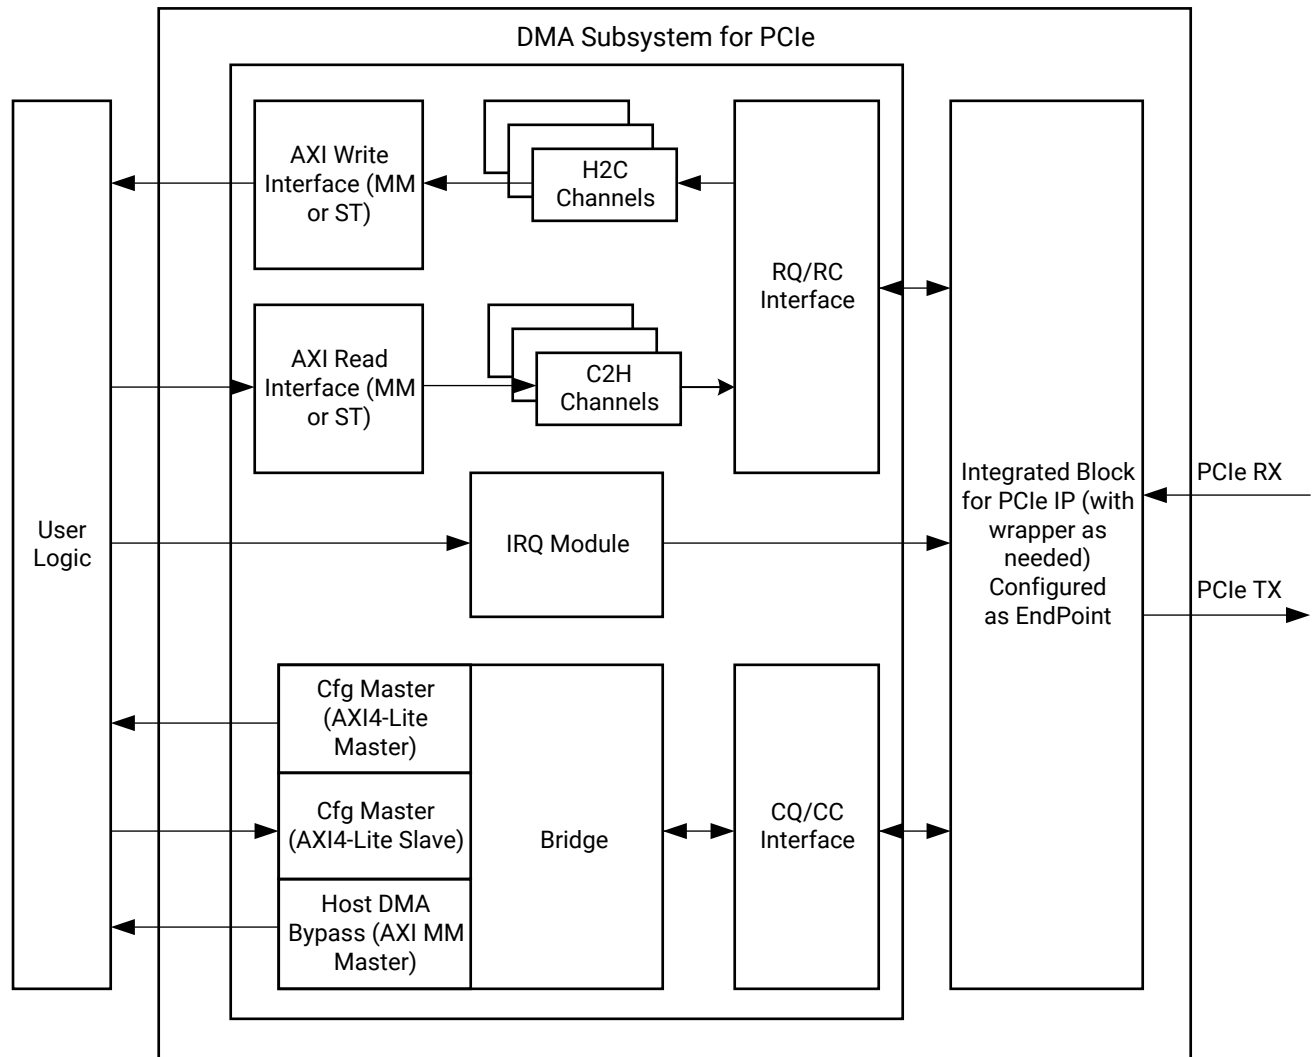 DMA Subsystem for PCIe
AXI Write
Interface (MM
or ST)
H2C
Channels
RQ/RC
Interface
AXI Read
Interface (MM
or ST)
C2H
Channels
User
Logic
IRQ Module
Integrated Block
for PCIe IP (with
wrapper as
needed)
Configured
as EndPoint
PCIe RX
PCIe TX
Cfg Master
(AXI4-Lite
Master)
Cfg Master
(AXI4-Lite Slave)
Host DMA
Bypass (AXI MM
Master)
Bridge
CQ/CC
Interface